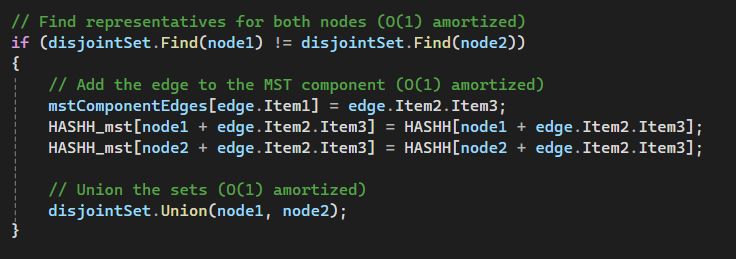 // Find representatives for both nodes (O(1) amortized)
if (disjointSet.Find(node1) != disjointSet.Find(node2))
{
// Add the edge to the MST component (O(1) amortized)
mstComponentEdges[edge.Item1] = edge.Item2.Item3;
HASHH_mst[node1 + edge.Item2.Item3] = HASHH[node1 + edge.Item2.Item3];
HASHH_mst[node2 + edge.Item2.Item3] = HASHH[node2 + edge.Item2.Item3];
// Union the sets (O(1) amortized)
disjointSet.Union(node1, node2);
}